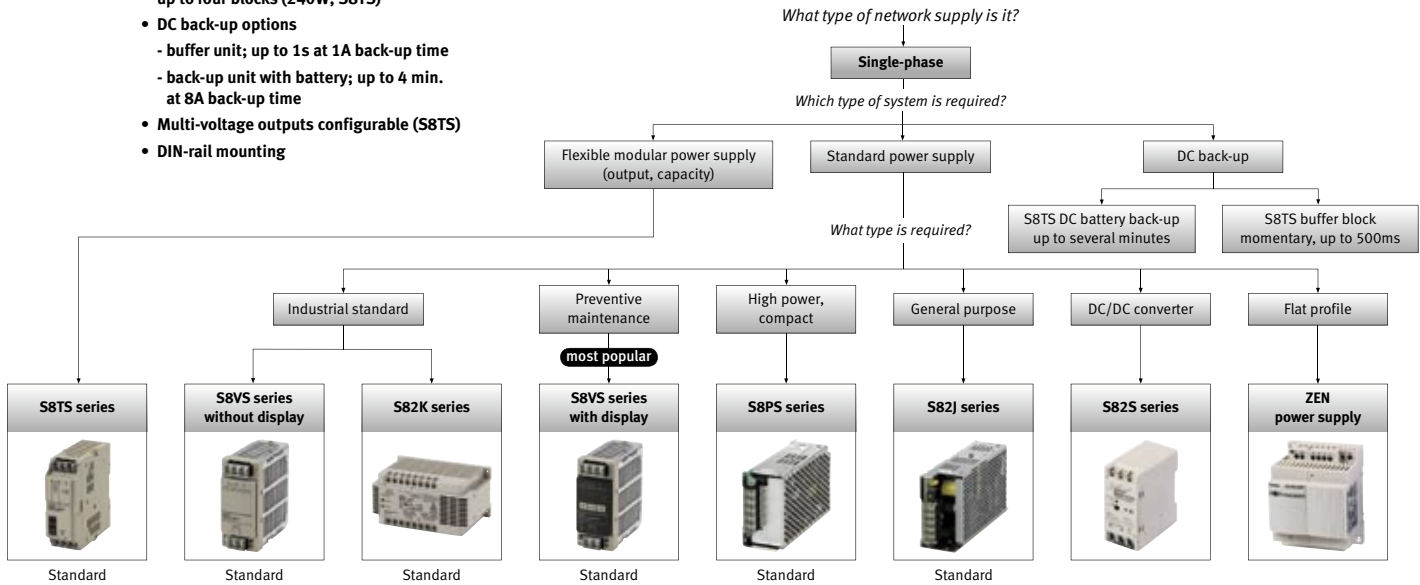 up to four blocks (240W, S8TS)
• DC back-up options
- buffer unit; up to 1s at 1A back-up time
- back-up unit with battery; up to 4 min.
at 8A back-up time
• Multi-voltage outputs configurable (S8TS)
• DIN-rail mounting
What type of network supply is it?
Single-phase
Which type of system is required?
Flexible modular power supply
(output, capacity)
Standard power supply
DC back-up
S8TS DC battery back-up
up to several minutes
S8TS buffer block
momentary, up to 500ms
What type is required?
Industrial standard
Preventive
maintenance
most popular
High power,
compact
General purpose
DC/DC converter
Flat profile
S8TS series
S8VS series
without display
S82K series
S8VS series
with display
S8PS series
S82J series
S82S series
ZEN
power supply
Standard
Standard
Standard
Standard
Standard
Standard